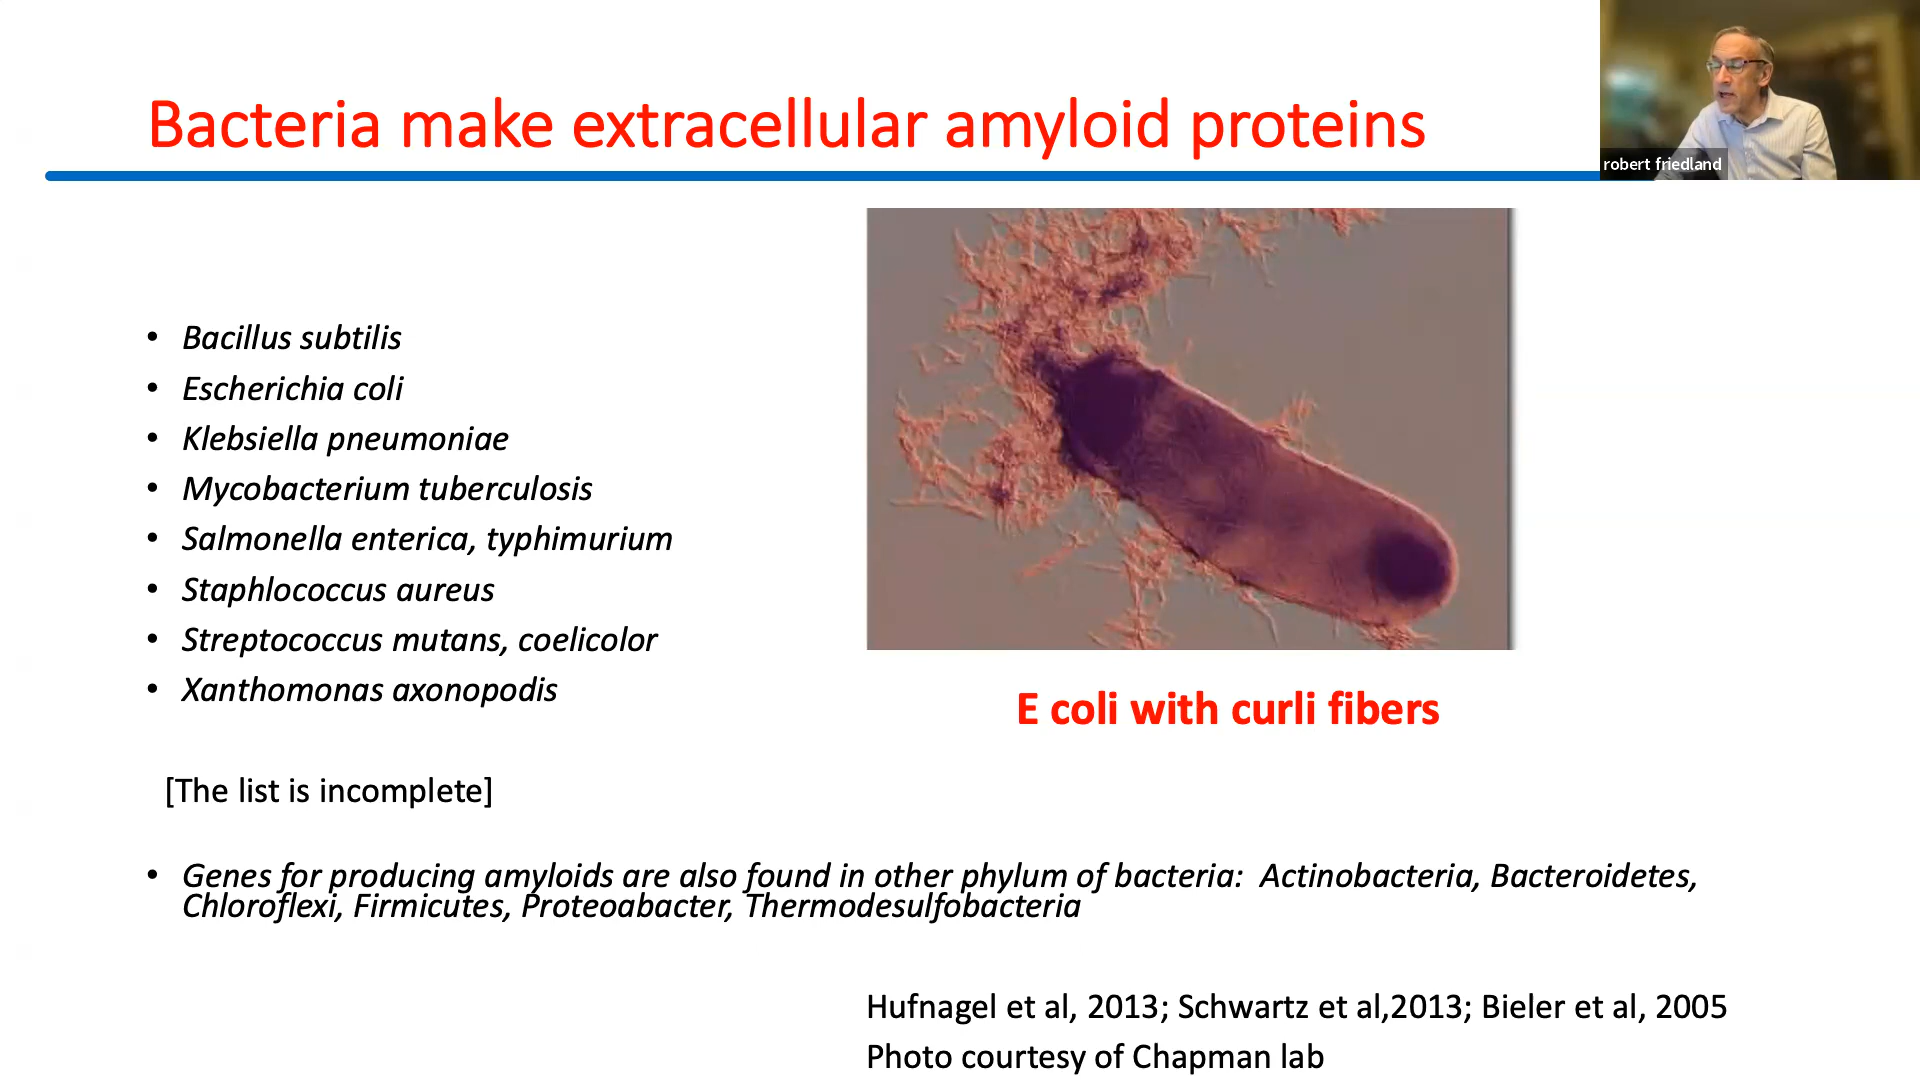 Bacteria make extracellular amyloid proteins
robert friedland
• Bacillus subtilis
• Escherichia coli
• Klebsiella pneumoniae
• Mycobacterium tuberculosis
• Salmonella enterica, typhimurium
• Staphlococcus aureus
• Streptococcus mutans, coelicolor
• Xanthomonas axonopodis
[The list is incomplete]
E coli with curli fibers
• Genes for producing amyloids are also found in other phylum of bacteria:  Actinobacteria, Bacteroidetes,
Chloroflexi, Firmicutes, Proteoabacter, Thermodesulfobacteria
Hufnagel et al, 2013; Schwartz et al,2013; Bieler et al, 2005
Photo courtesy of Chapman lab